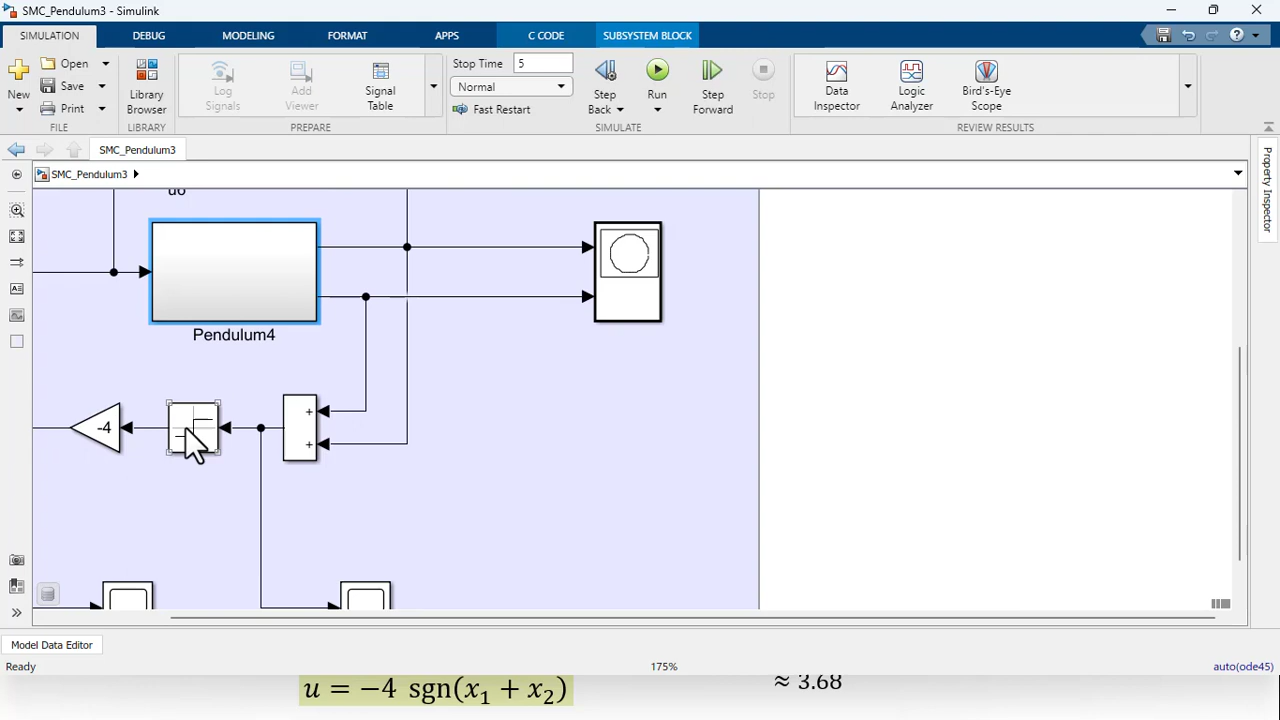 SMC_Pendulum3 - Simulink
SIMULATION DEBUG MODELING FORMAT APPS C CODE SUBSYSTEM BLOCK
New Open Save Print
FILE
Library Browser
LIBRARY
Log Signals Add Viewer Signal Table
PREPARE
Stop Time 5
Normal
Fast Restart
Step Back Run Step Forward Stop
SIMULATE
Data Inspector Logic Analyzer Bird's-Eye Scope
REVIEW RESULTS
SMC_Pendulum3
SMC_Pendulum3
Property Inspector
Pendulum4
-4
+
+
Model Data Editor
Ready 175% auto(ode45)
u = −4 sgn(x₁ + x₂) ≈ 3.68